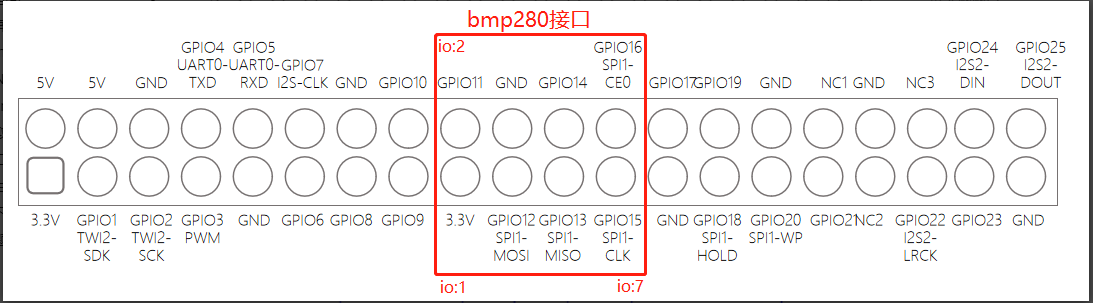 bmp280接口
io:2
5V
5V
GND
GPIO4
UART0-
TXD
GPIO5
UART0-
RXD
GPIO7
I2S-CLK
GND
GPIO10
GPIO11
GND
GPIO14
GPIO16
SPI1-
CE0
GPIO17
GPIO19
GND
NC1
GND
NC3
GPIO24
I2S2-
DIN
GPIO25
I2S2-
DOUT
3.3V
GPIO1
TWI2-
SDK
GPIO2
TWI2-
SCK
GPIO3
PWM
GND
GPIO6
GPIO8
GPIO9
3.3V
GPIO12
SPI1-
MOSI
GPIO13
SPI1-
MISO
GPIO15
SPI1-
CLK
GND
GPIO18
SPI1-
HOLD
GPIO20
SPI1-WP
GPIO21
NC2
GPIO22
I2S2-
LRCK
GPIO23
GND
io:1
io:7